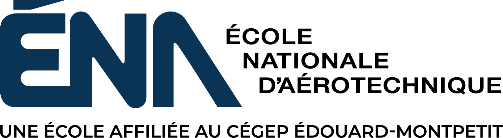 ÉNA
ÉCOLE
NATIONALE
D'AÉROTECHNIQUE
UNE ÉCOLE AFFILIÉE AU CÉGEP ÉDOUARD-MONTPETIT